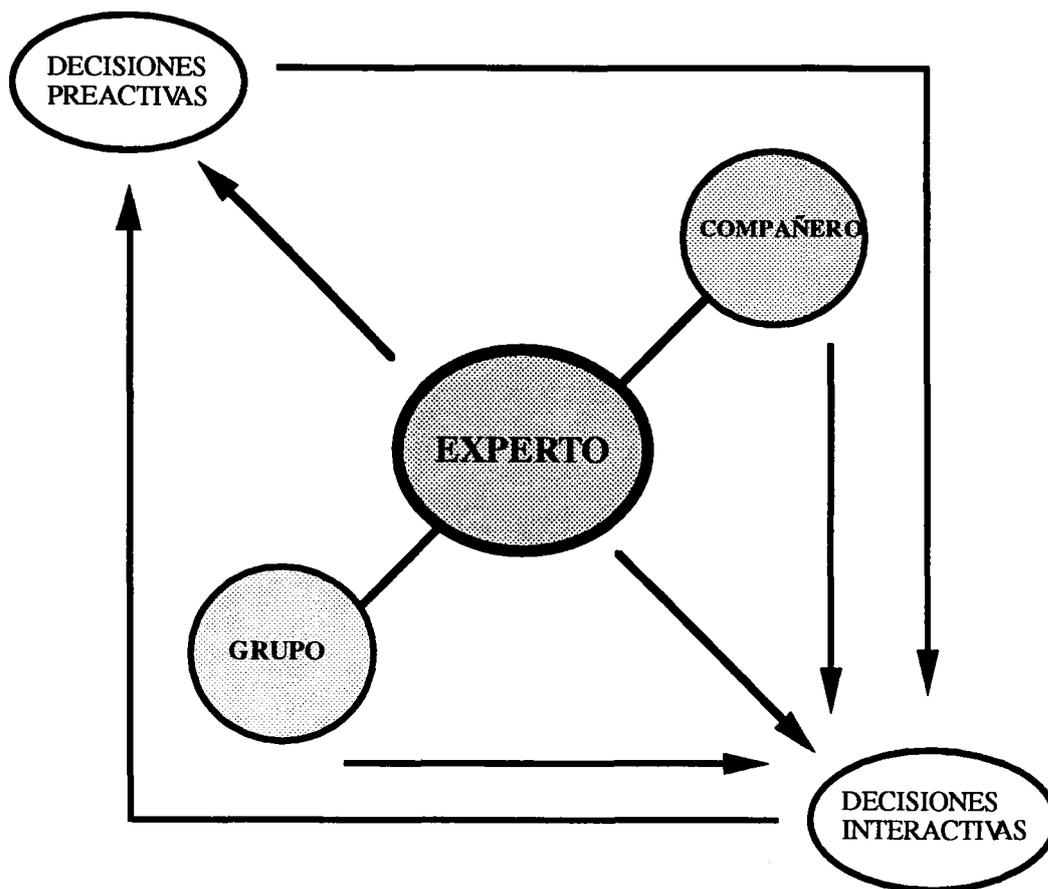 DECISIONES
PREACTIVAS
COMPAÑERO
EXPERTO
GRUPO
DECISIONES
INTERACTIVAS